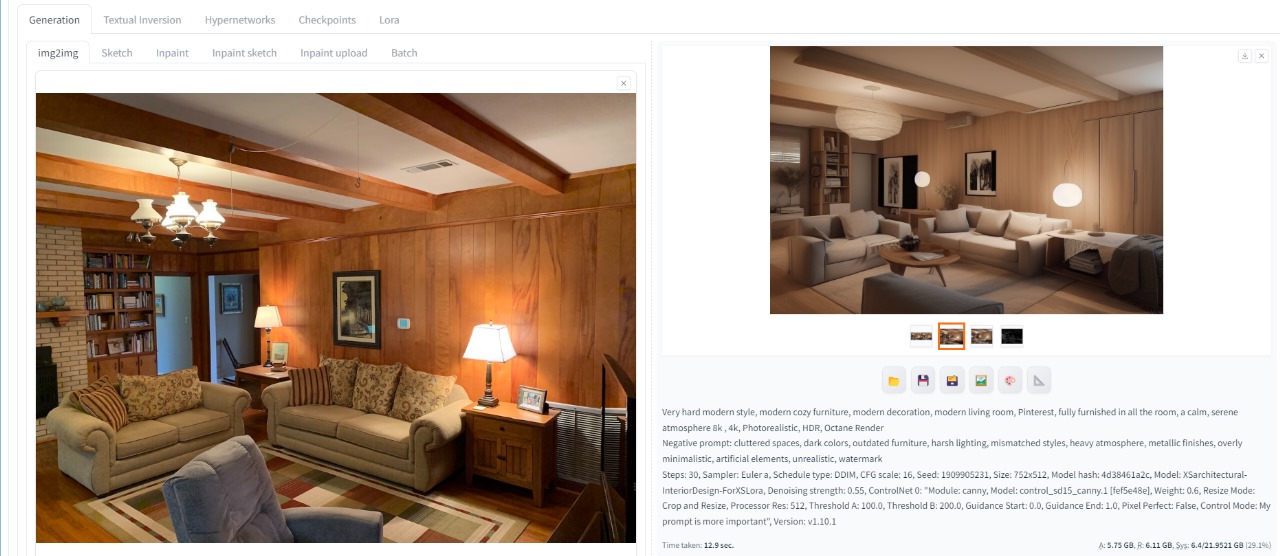 Generation Textual Inversion Hypernetworks Checkpoints Lora
img2img Sketch Inpaint Inpaint sketch Inpaint upload Batch
Very hard modern style, modern cozy furniture, modern decoration, modern living room, Pinterest, fully furnished in all the room, a calm, serene
atmosphere 8k , 4k, Photorealistic, HDR, Octane Render
Negative prompt: cluttered spaces, dark colors, outdated furniture, harsh lighting, mismatched styles, heavy atmosphere, metallic finishes, overly
minimalistic, artificial elements, unrealistic, watermark
Steps: 30, Sampler: Euler a, Schedule type: DDIM, CFG scale: 16, Seed: 1909905231, Size: 752x512, Model hash: 4d38461a2c, Model: XSarchitectural-
InteriorDesign-ForXSLora, Denoising strength: 0.55, ControlNet 0: "Module: canny, Model: control_sd15_canny.1 [fef5e48e], Weight: 0.6, Resize Mode:
Crop and Resize, Processor Res: 512, Threshold A: 100.0, Threshold B: 200.0, Guidance Start: 0.0, Guidance End: 1.0, Pixel Perfect: False, Control Mode: My
prompt is more important", Version: v1.10.1
Time taken: 12.9 sec. A: 5.75 GB, R: 6.11 GB, Sys: 6.4/21.9521 GB (29.1%)